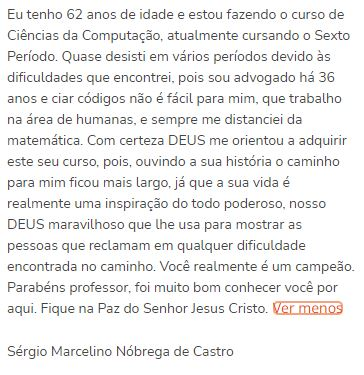 Eu tenho 62 anos de idade e estou fazendo o curso de
Ciências da Computação, atualmente cursando o Sexto
Período. Quase desisti em vários períodos devido às
dificuldades que encontrei, pois sou advogado há 36
anos e ciar códigos não é fácil para mim, que trabalho
na área de humanas, e sempre me distanciei da
matemática. Com certeza DEUS me orientou a adquirir
este seu curso, pois, ouvindo a sua história o caminho
para mim ficou mais largo, já que a sua vida é
realmente uma inspiração do todo poderoso, nosso
DEUS maravilhoso que lhe usa para mostrar as
pessoas que reclamam em qualquer dificuldade
encontrada no caminho. Você realmente é um campeão.
Parabéns professor, foi muito bom conhecer você por
aqui. Fique na Paz do Senhor Jesus Cristo. Ver menos
Sérgio Marcelino Nóbrega de Castro